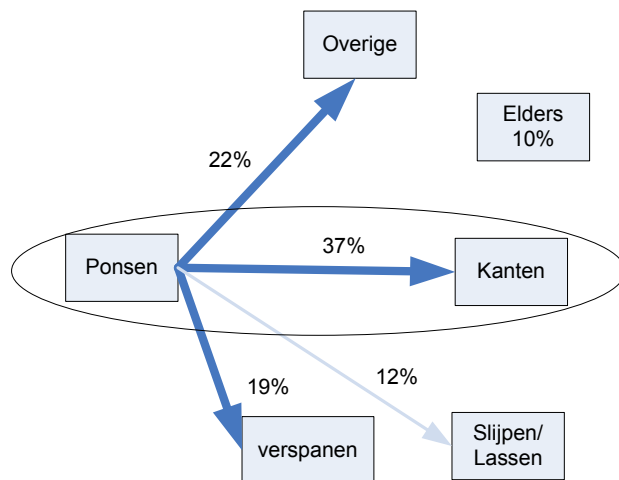 Overige
Elders
10%
22%
Ponsen
37%
Kanten
19%
12%
verspanen
Slijpen/
Lassen